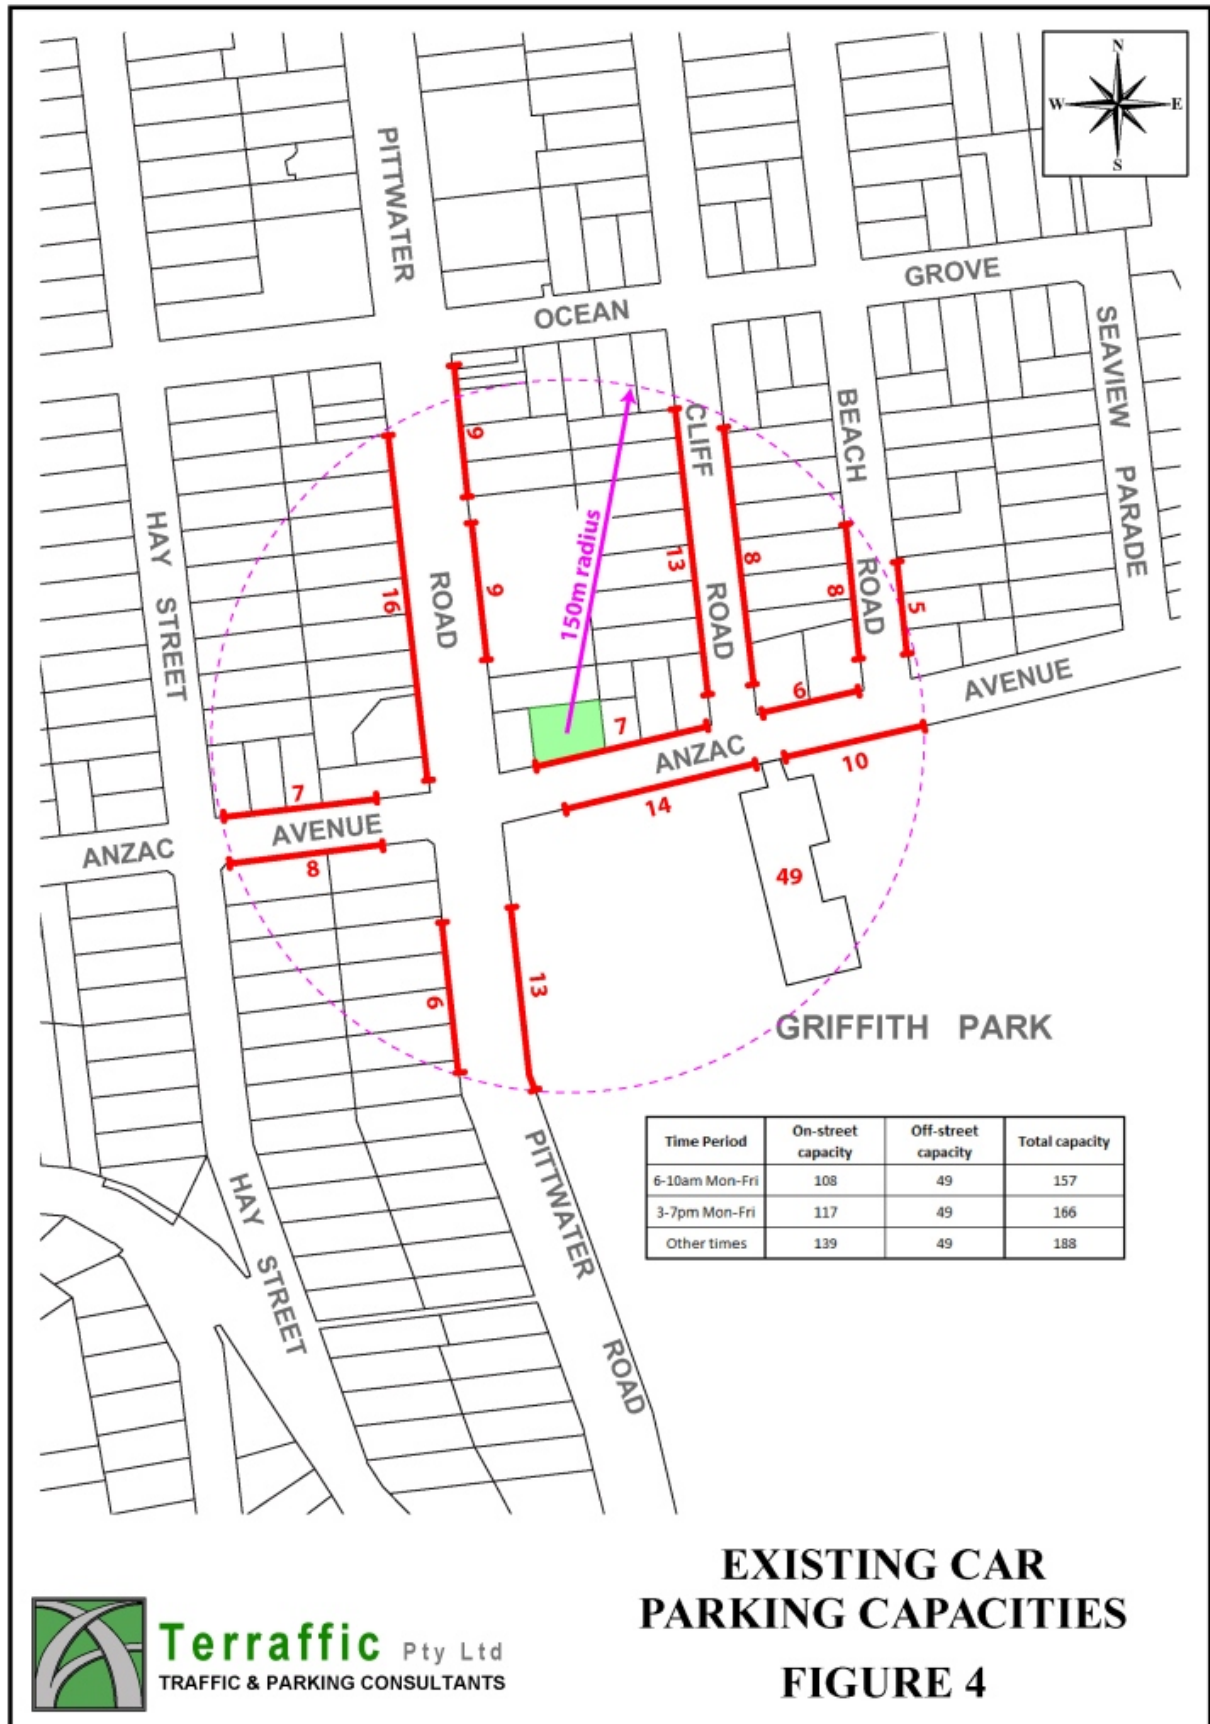 N
W E
S
PITTWATER
GROVE
OCEAN
SEAVIEW PARADE
CLIFF
BEACH
9
HAY STREET
150m radius
13
8
16
ROAD
9
ROAD
8
ROAD
5
AVENUE
6
7
ANZAC
10
7
14
AVENUE
ANZAC
8
49
6
13
GRIFFITH PARK
Time Period On-street capacity Off-street capacity Total capacity
6-10am Mon-Fri 108 49 157
3-7pm Mon-Fri 117 49 166
Other times 139 49 188
PITTWATER
HAY
STREET
ROAD
EXISTING CAR
PARKING CAPACITIES
FIGURE 4
Terraffic Pty Ltd
TRAFFIC & PARKING CONSULTANTS